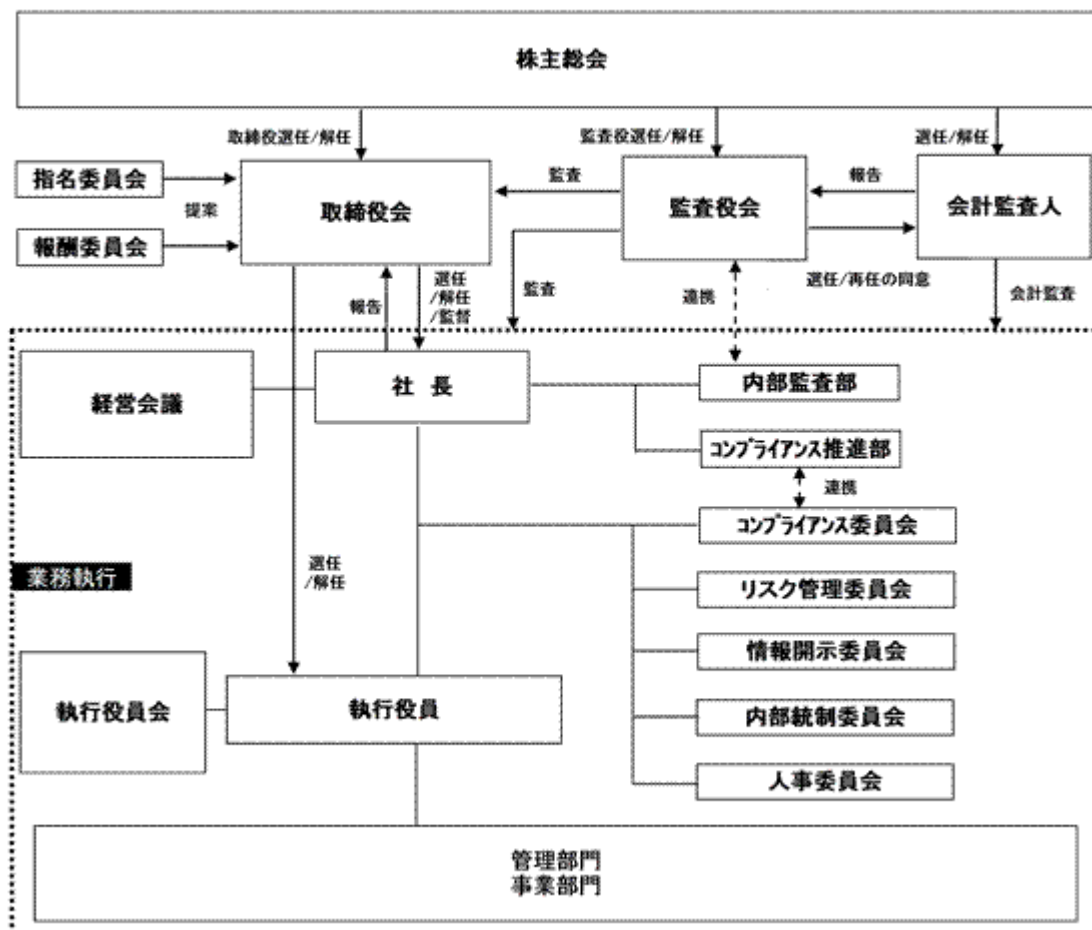 株主総会
取締役選任/解任
監査役選任/解任
選任/解任
指名委員会
提案
報酬委員会
取締役会
監査
監査役会
報告
会計監査人
選任/再任の同意
報告
選任
/解任
/監督
監査
連携
会計監査
経営会議
社 長
内部監査部
コンプライアンス推進部
連携
コンプライアンス委員会
業務執行
選任
/解任
リスク管理委員会
情報開示委員会
内部統制委員会
人事委員会
執行役員会
執行役員
管理部門
事業部門